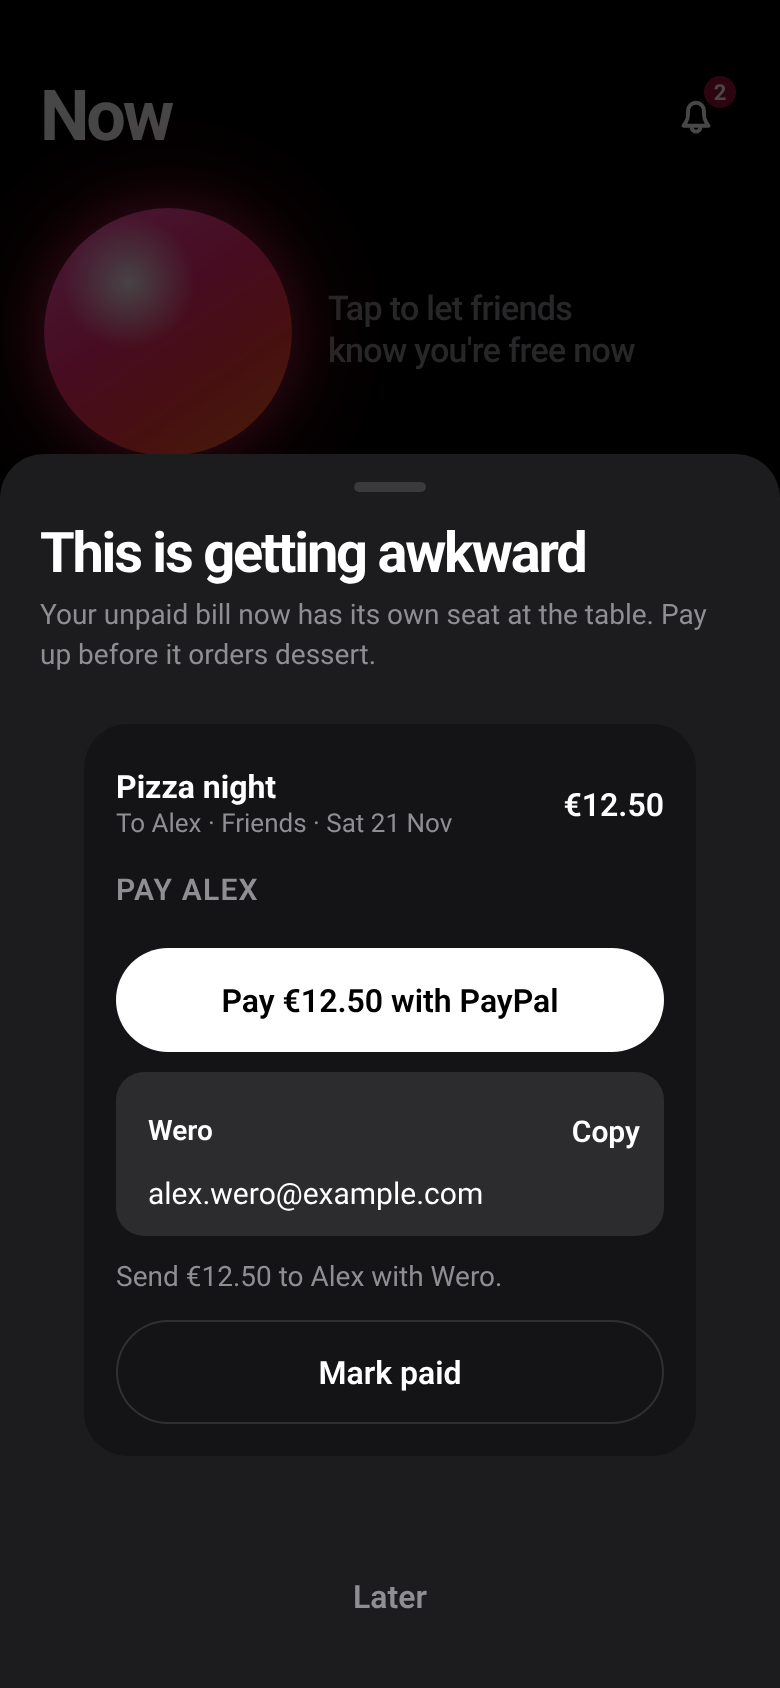 Now
2
Tap to let friends
know you're free now
This is getting awkward
Your unpaid bill now has its own seat at the table. Pay
up before it orders dessert.
Pizza night
€12.50
To Alex · Friends · Sat 21 Nov
PAY ALEX
Pay €12.50 with PayPal
Wero
Copy
alex.wero@example.com
Send €12.50 to Alex with Wero.
Mark paid
Later